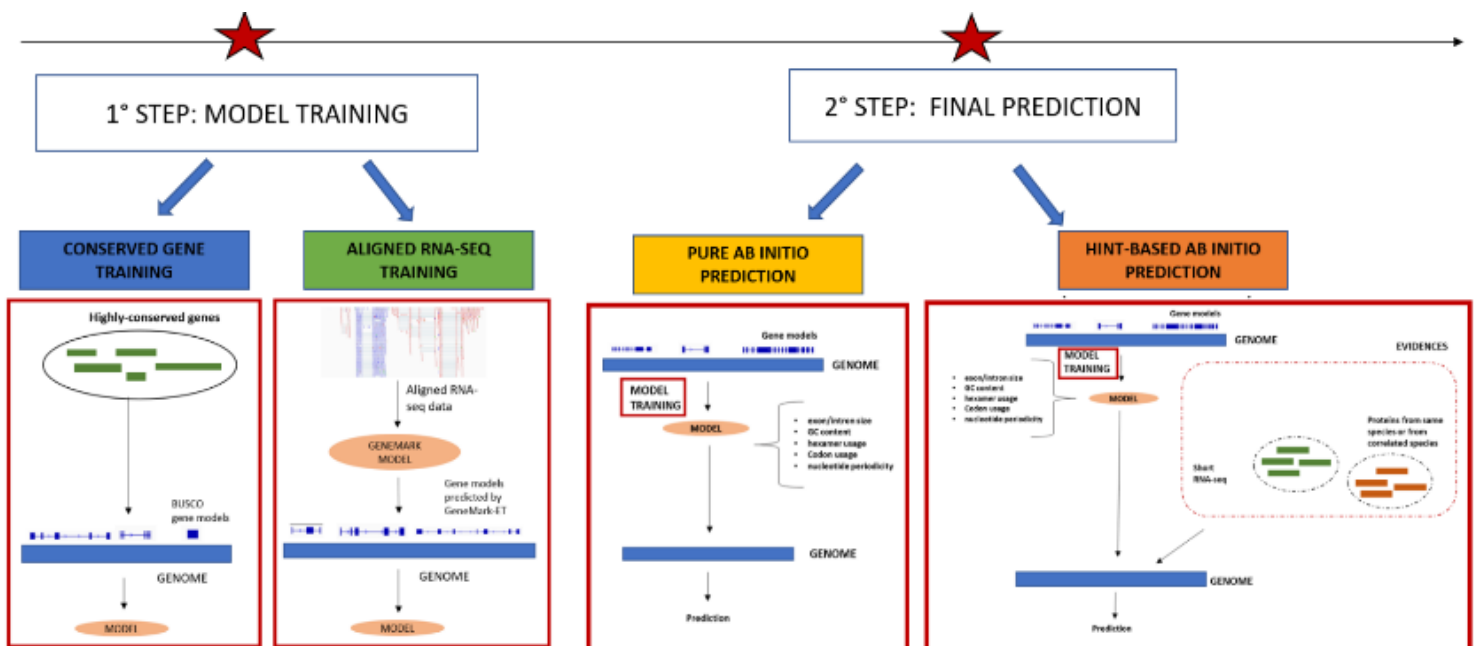 1° STEP: MODEL TRAINING
2° STEP: FINAL PREDICTION
CONSERVED GENE
TRAINING
ALIGNED RNA-SEQ
TRAINING
PURE AB INITIO
PREDICTION
HINT-BASED AB INITIO
PREDICTION
Highly-conserved genes
BUSCO
gene models
GENOME
MODEL
Aligned RNA-
seq data
GENEMARK
MODEL
Gene models
predicted by
GeneMark-ET
GENOME
MODEL
Gene models
GENOME
MODEL
TRAINING
MODEL
• exon/intron size
• GC content
• hexamer usage
• Codon usage
• nucleotide periodicity
GENOME
Prediction
Gene models
GENOME
EVIDENCES
MODEL
TRAINING
• exon/intron size
• GC content
• hexamer usage
• Codon usage
• nucleotide periodicity
MODEL
Proteins from same
species or from
correlated species
Short
RNA-seq
GENOME
Prediction